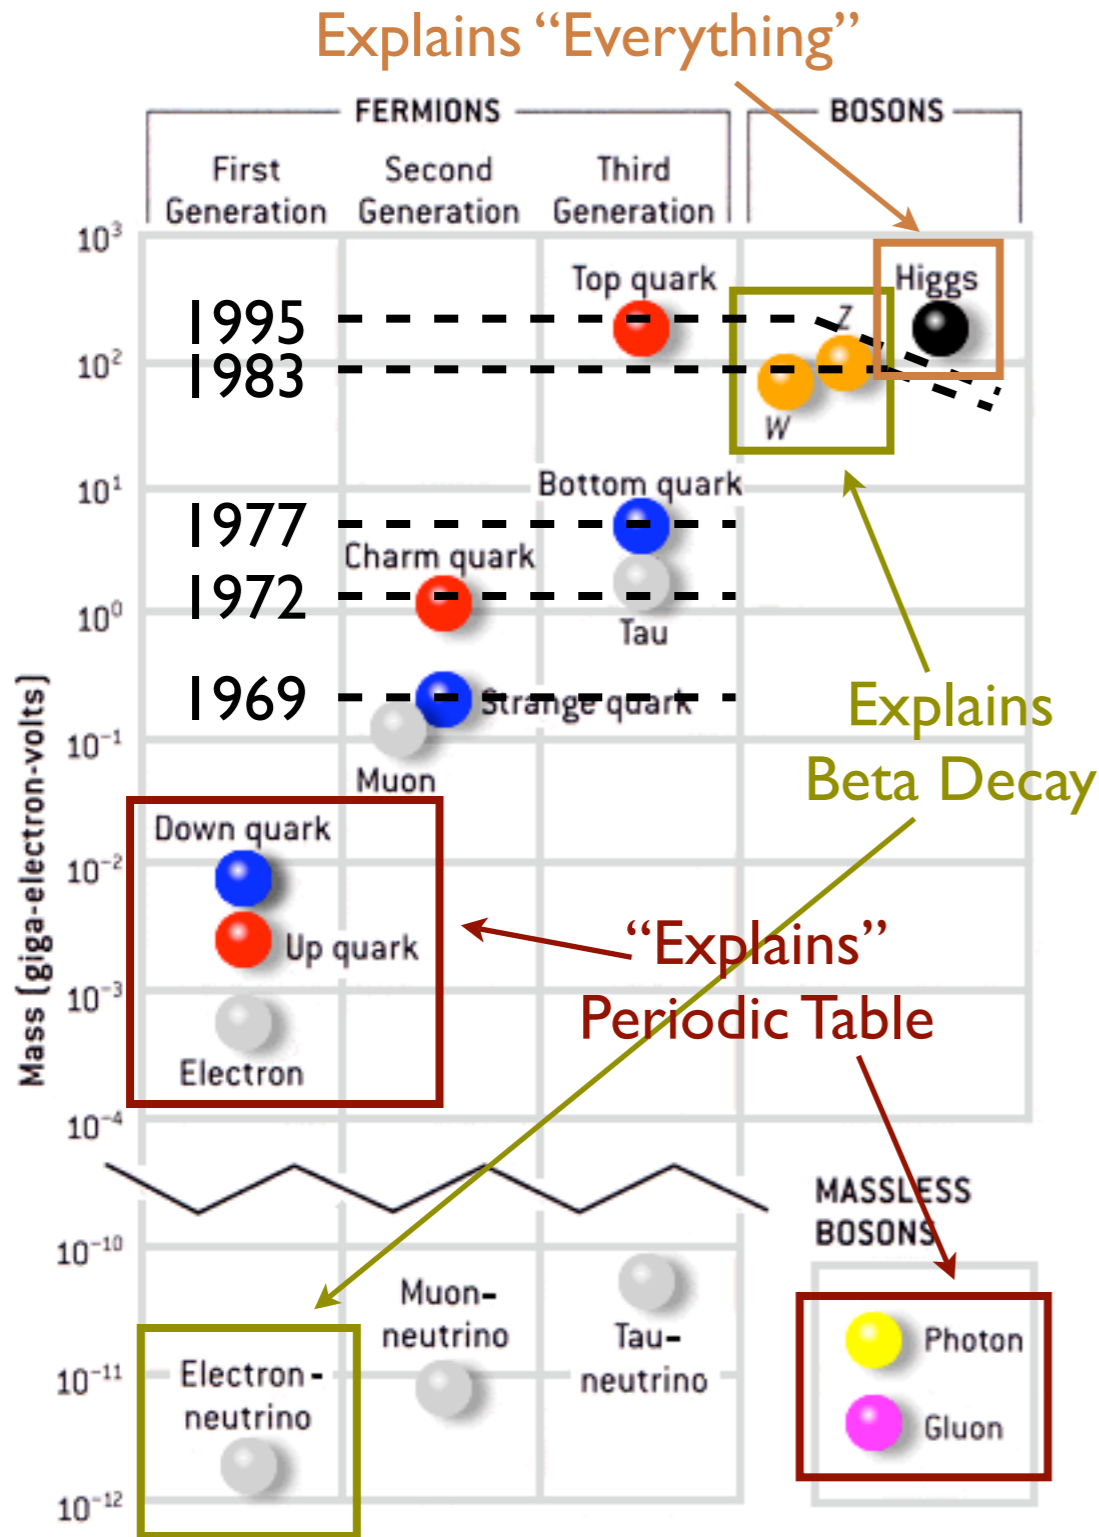 Explains “Everything”
FERMIONS
BOSONS
First
Generation
Second
Generation
Third
Generation
10³
Top quark
Higgs
1995
Z
10²
1983
W
10¹
Bottom quark
1977
Charm quark
1972
10⁰
Tau
1969
Strange quark
Explains
Beta Decay
10⁻¹
Muon
Mass (giga-electron-volts)
Down quark
10⁻²
Up quark
“Explains”
Periodic Table
10⁻³
Electron
10⁻⁴
MASSLESS
BOSONS
10⁻¹⁰
Muon-
neutrino
Tau-
neutrino
Photon
10⁻¹¹
Electron-
neutrino
Gluon
10⁻¹²